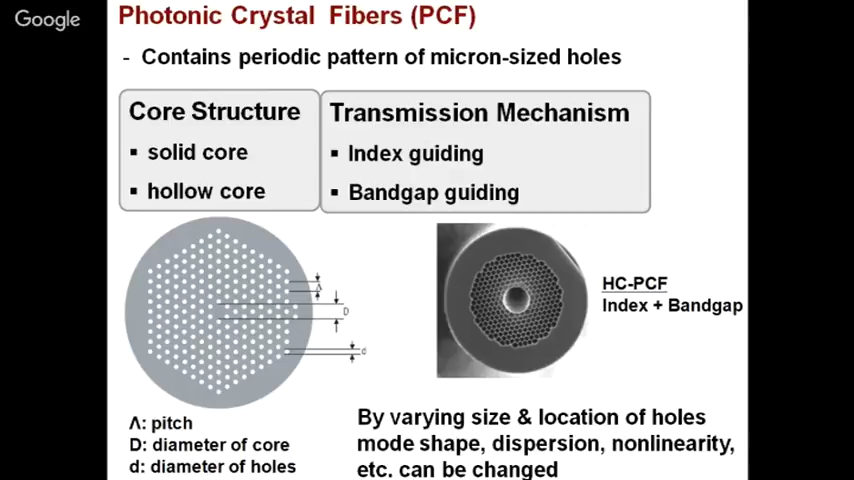 Google
Photonic Crystal Fibers (PCF)
- Contains periodic pattern of micron-sized holes
Core Structure
▪ solid core
▪ hollow core
Transmission Mechanism
▪ Index guiding
▪ Bandgap guiding
Λ
D
d
HC-PCF
Index + Bandgap
Λ: pitch
D: diameter of core
d: diameter of holes
By varying size & location of holes
mode shape, dispersion, nonlinearity,
etc. can be changed